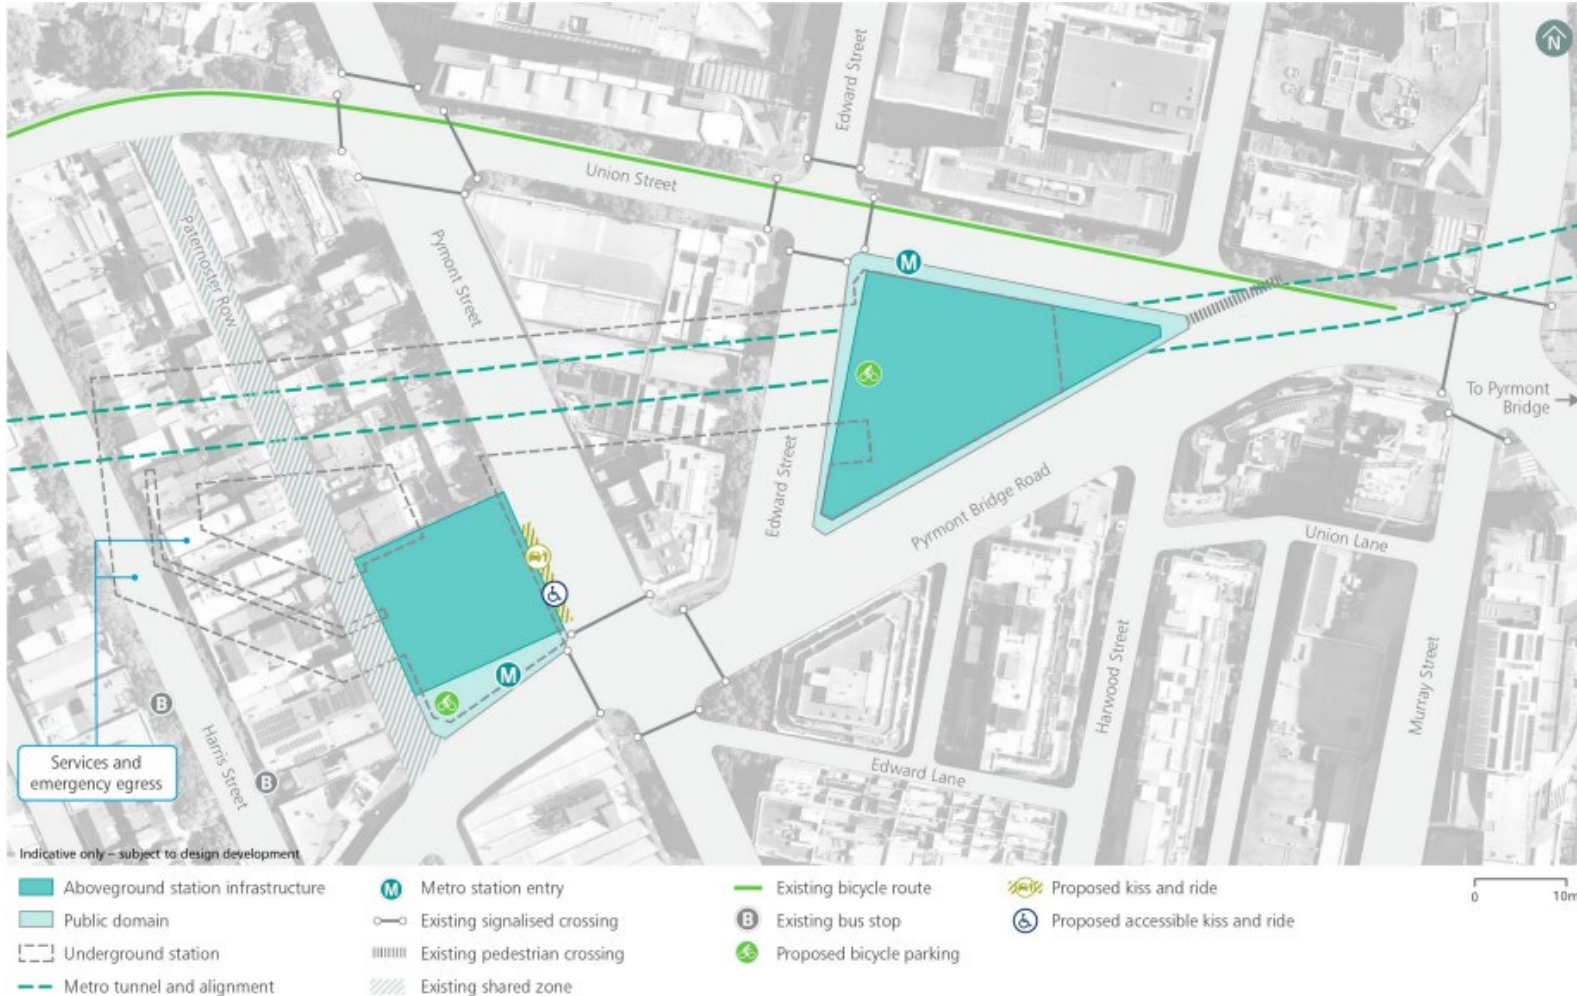 N
Edward Street
Union Street
Paternoster Row
Pyrmont Street
M
To Pyrmont
Bridge
Edward Street
Pyrmont Bridge Road
Union Lane
B
M
Harris Street
B
Services and
emergency egress
Harwood Street
Murray Street
Edward Lane
Indicative only – subject to design development
Aboveground station infrastructure
Public domain
Underground station
Metro tunnel and alignment
M Metro station entry
Existing signalised crossing
Existing pedestrian crossing
Existing shared zone
Existing bicycle route
B Existing bus stop
Proposed bicycle parking
Proposed kiss and ride
Proposed accessible kiss and ride
0 10m